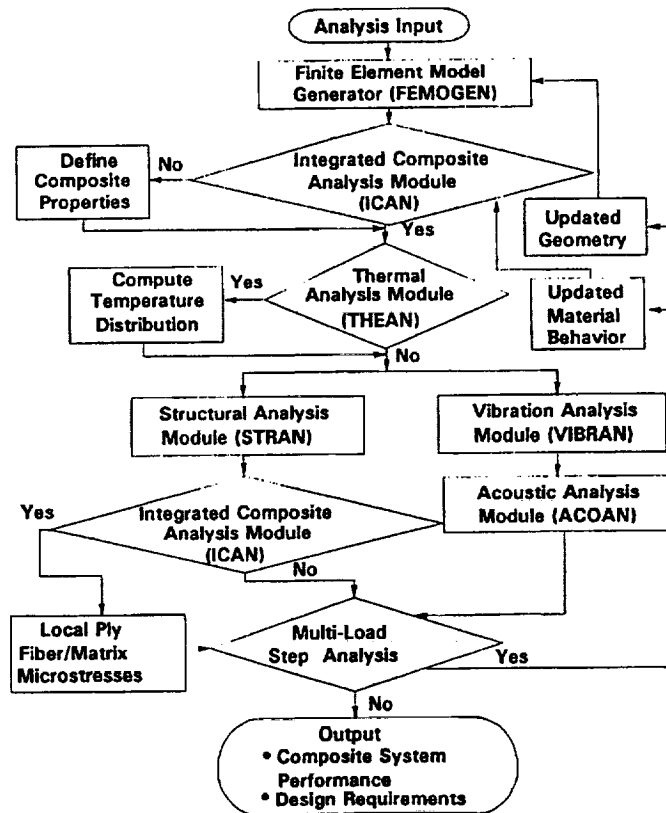 Analysis Input
Finite Element Model
Generator (FEMOGEN)
Integrated Composite
Analysis Module
(ICAN)
No
Define
Composite
Properties
Yes
Updated
Geometry
Thermal
Analysis Module
(THEAN)
Yes
Compute
Temperature
Distribution
Updated
Material
Behavior
No
Structural Analysis
Module (STRAN)
Vibration Analysis
Module (VIBRAN)
Yes
Integrated Composite
Analysis Module
(ICAN)
Acoustic Analysis
Module (ACOAN)
No
Local Ply
Fiber/Matrix
Microstresses
Multi-Load
Step Analysis
Yes
No
Output
• Composite System
Performance
• Design Requirements